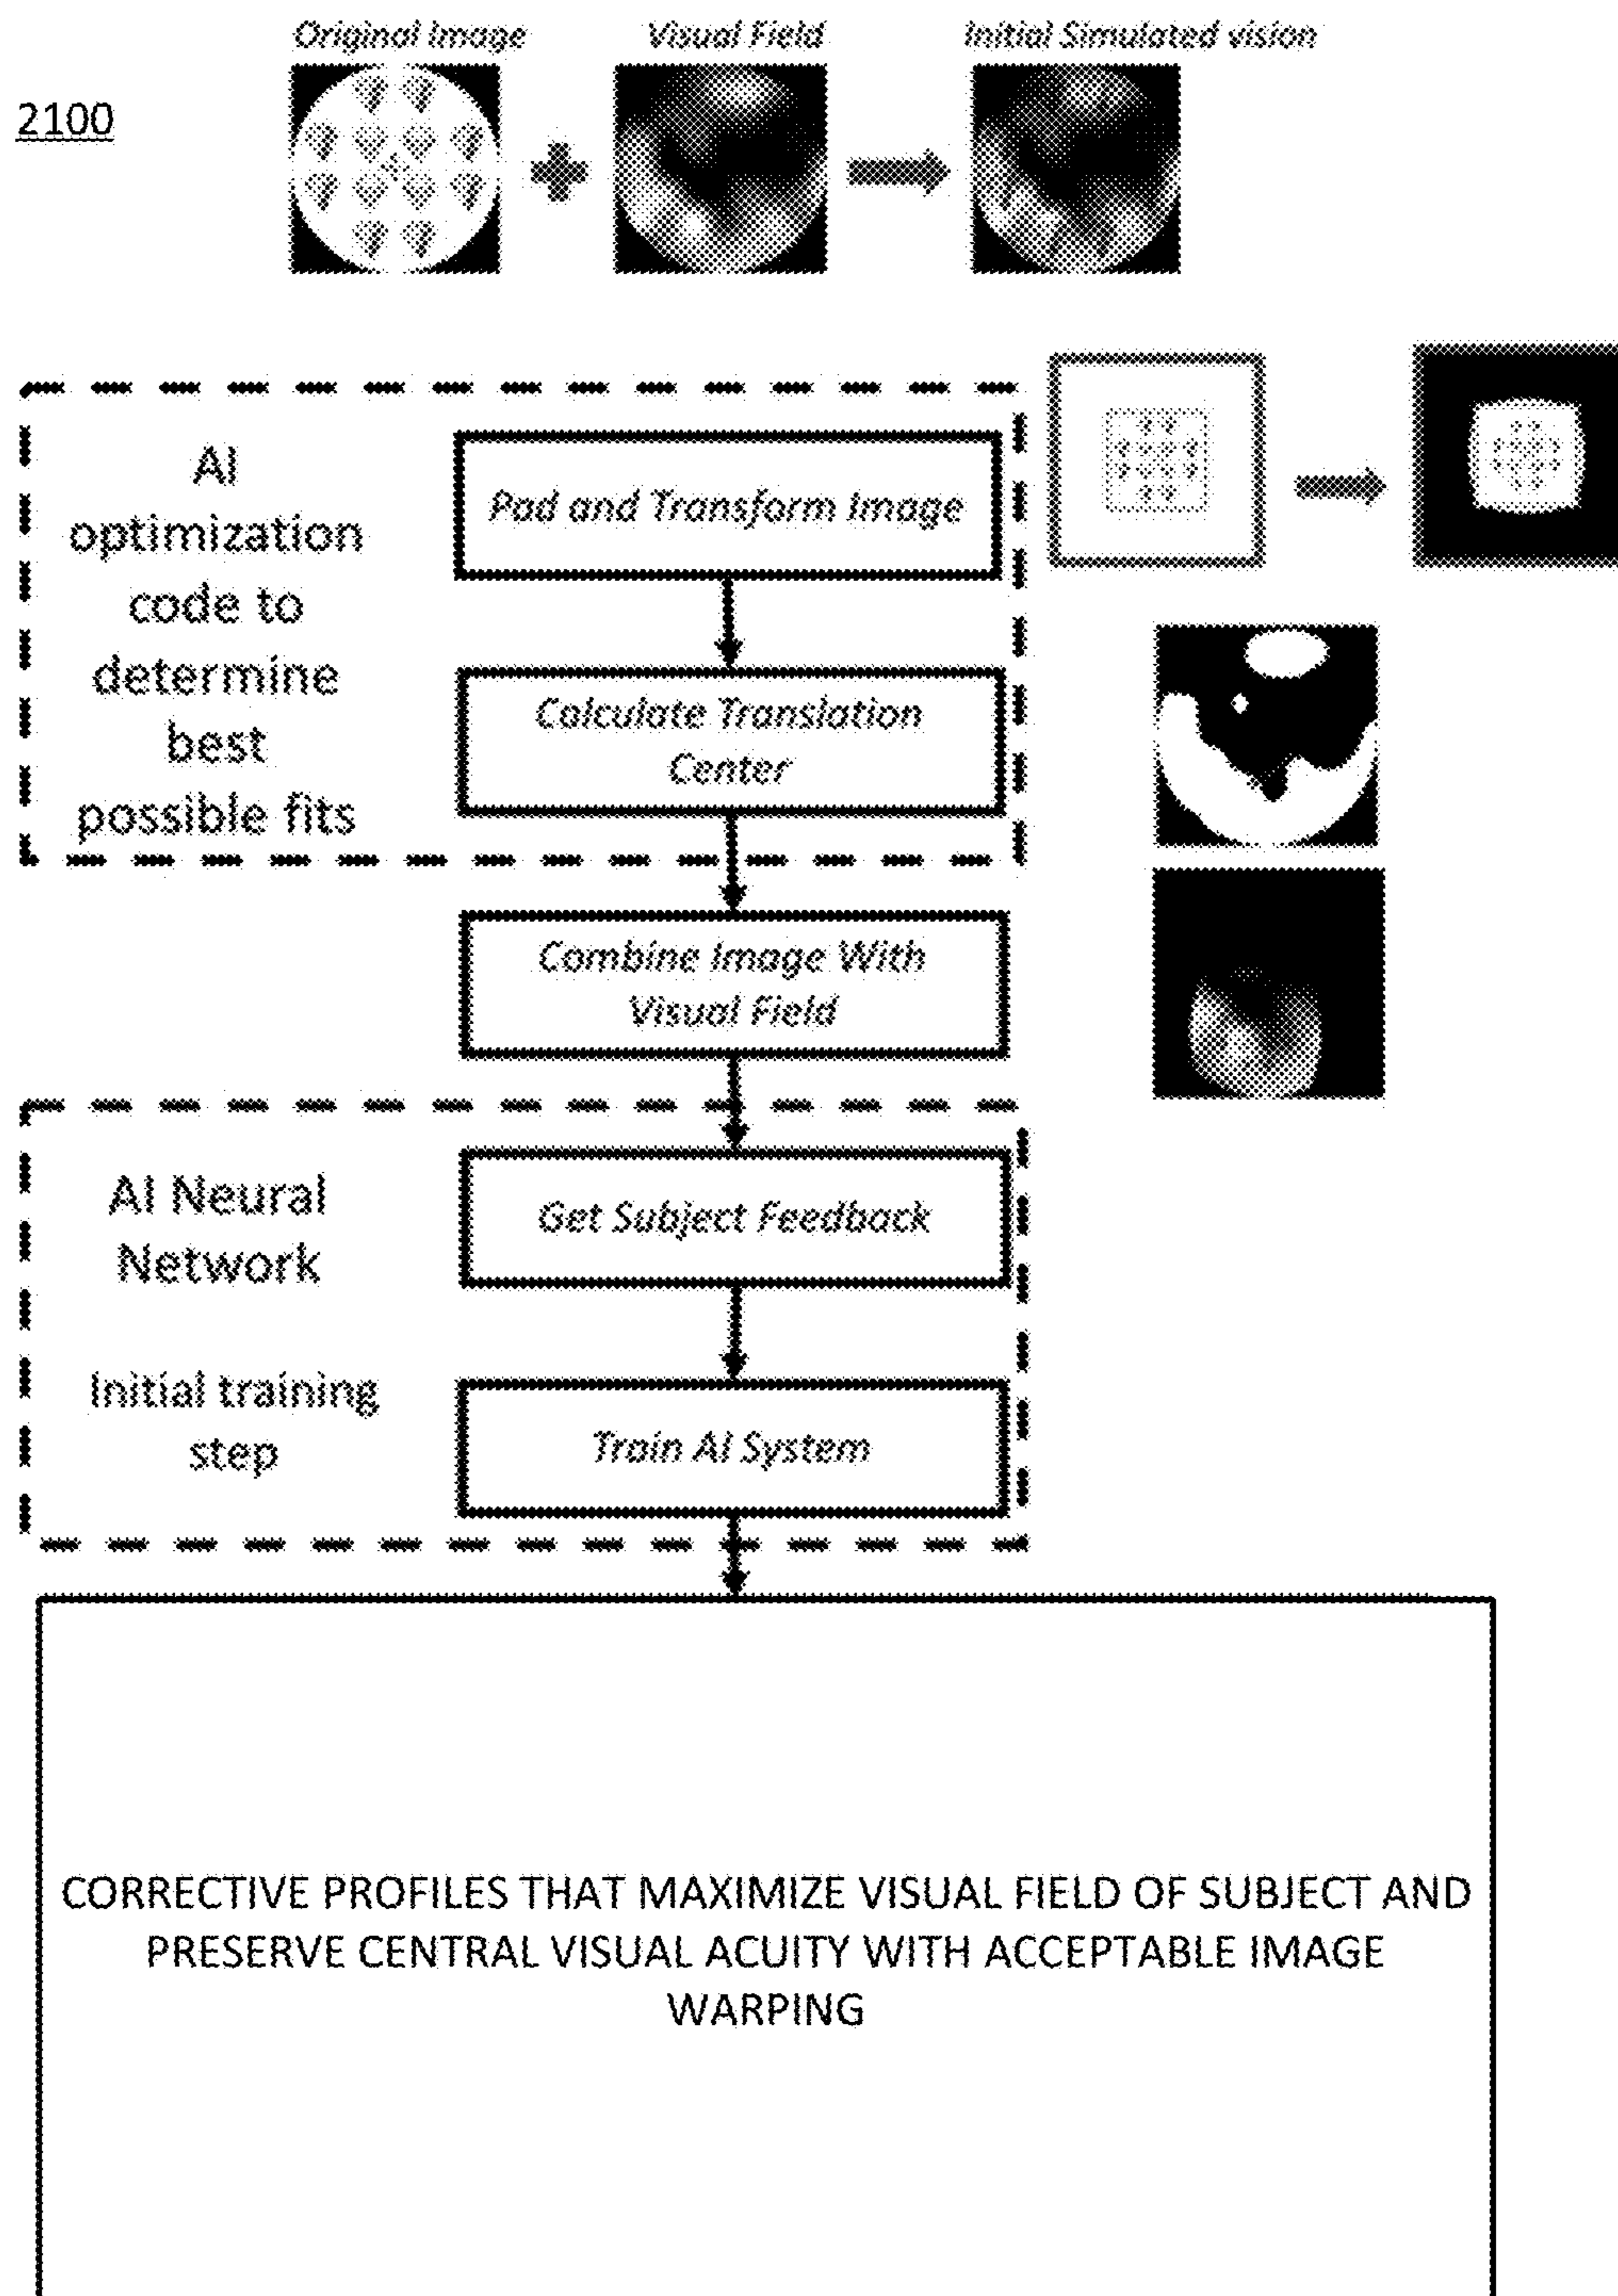 Original Image
Visual Field
Initial Simulated vision
2100
AI
optimization
code to
determine
best
possible fits
Pad and Transform Image
Calculate Translation
Center
Combine Image With
Visual Field
AI Neural
Network
Initial training
step
Get Subject Feedback
Train AI System
CORRECTIVE PROFILES THAT MAXIMIZE VISUAL FIELD OF SUBJECT AND
PRESERVE CENTRAL VISUAL ACUITY WITH ACCEPTABLE IMAGE
WARPING